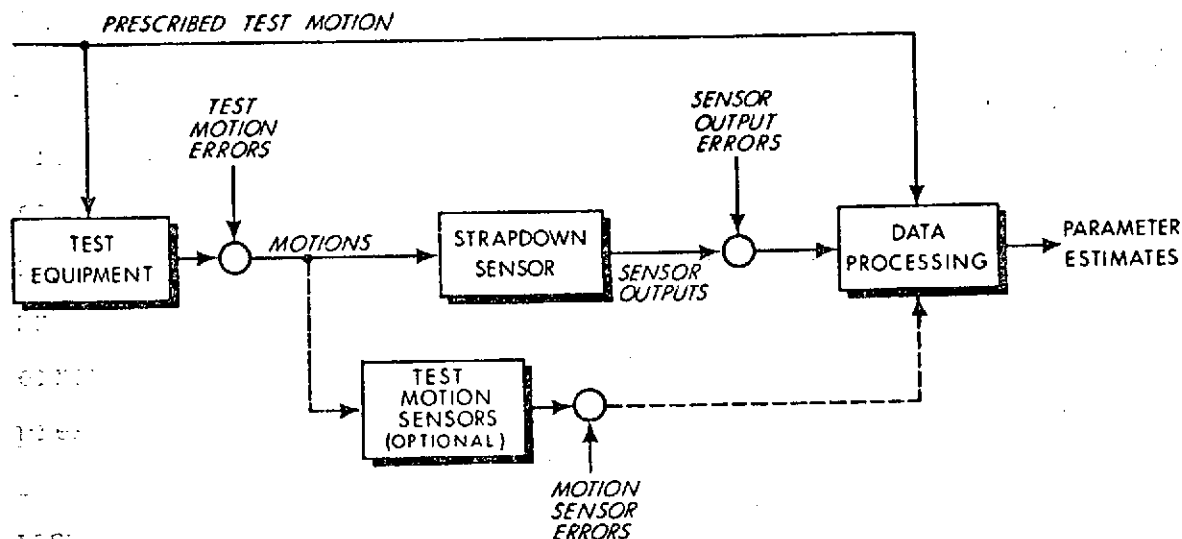 PRESCRIBED TEST MOTION
TEST
MOTION
ERRORS
SENSOR
OUTPUT
ERRORS
TEST
EQUIPMENT
MOTIONS
STRAPDOWN
SENSOR
SENSOR
OUTPUTS
DATA
PROCESSING
PARAMETER
ESTIMATES
TEST
MOTION
SENSORS
(OPTIONAL)
MOTION
SENSOR
ERRORS